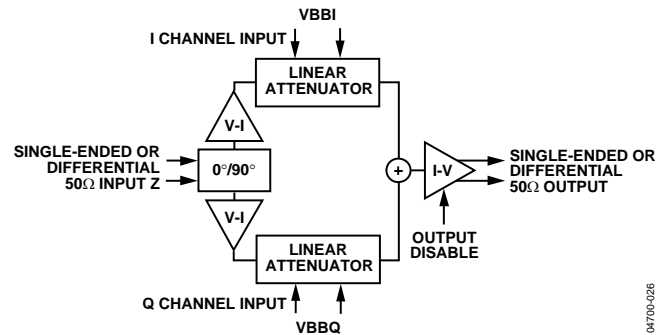 VBBI
I CHANNEL INPUT
LINEAR
ATTENUATOR
V-I
SINGLE-ENDED OR
DIFFERENTIAL
50Ω INPUT Z
0°/90°
V-I
+
I-V
SINGLE-ENDED OR
DIFFERENTIAL
50Ω OUTPUT
OUTPUT
DISABLE
LINEAR
ATTENUATOR
Q CHANNEL INPUT
VBBQ
04700-026